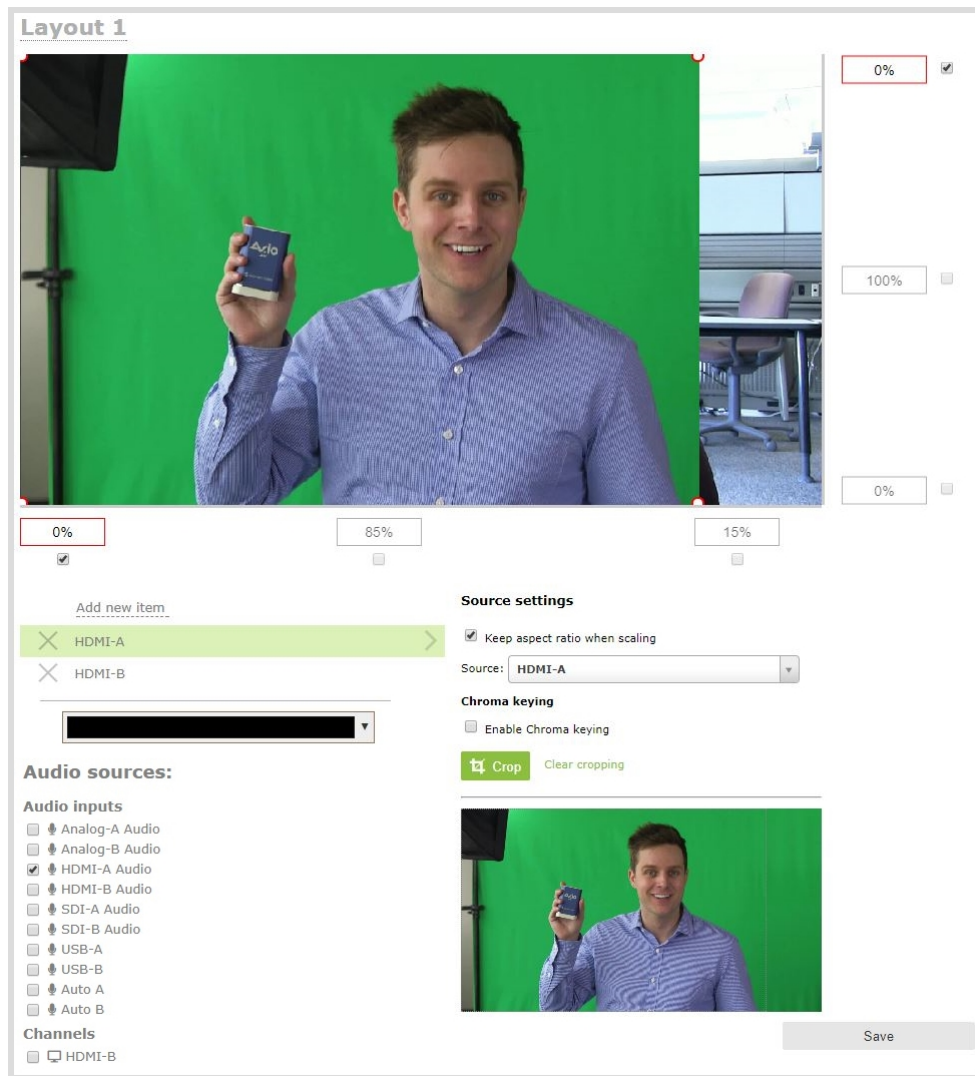 Layout 1
0%
100%
0%
0%
85%
15%
Add new item
HDMI-A
HDMI-B
Audio sources:
Audio inputs
Analog-A Audio
Analog-B Audio
HDMI-A Audio
HDMI-B Audio
SDI-A Audio
SDI-B Audio
USB-A
USB-B
Auto A
Auto B
Channels
HDMI-B
Source settings
Keep aspect ratio when scaling
Source: HDMI-A
Chroma keying
Enable Chroma keying
Crop Clear cropping
Save